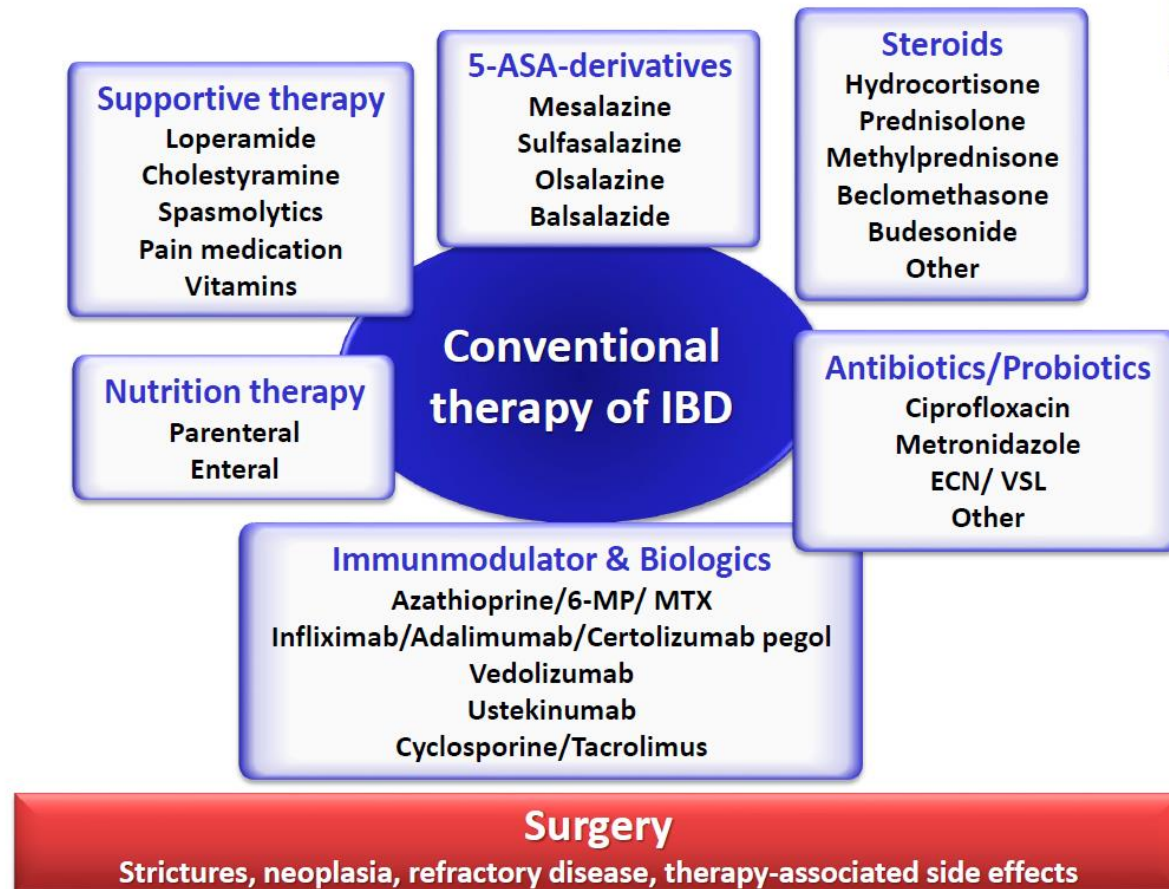 Supportive therapy
Loperamide
Cholestyramine
Spasmolytics
Pain medication
Vitamins
5-ASA-derivatives
Mesalazine
Sulfasalazine
Olsalazine
Balsalazide
Steroids
Hydrocortisone
Prednisolone
Methylprednisone
Beclomethasone
Budesonide
Other
Conventional
therapy of IBD
Nutrition therapy
Parenteral
Enteral
Antibiotics/Probiotics
Ciprofloxacin
Metronidazole
ECN/ VSL
Other
Immunmodulator & Biologics
Azathioprine/6-MP/ MTX
Infliximab/Adalimumab/Certolizumab pegol
Vedolizumab
Ustekinumab
Cyclosporine/Tacrolimus
Surgery
Strictures, neoplasia, refractory disease, therapy-associated side effects